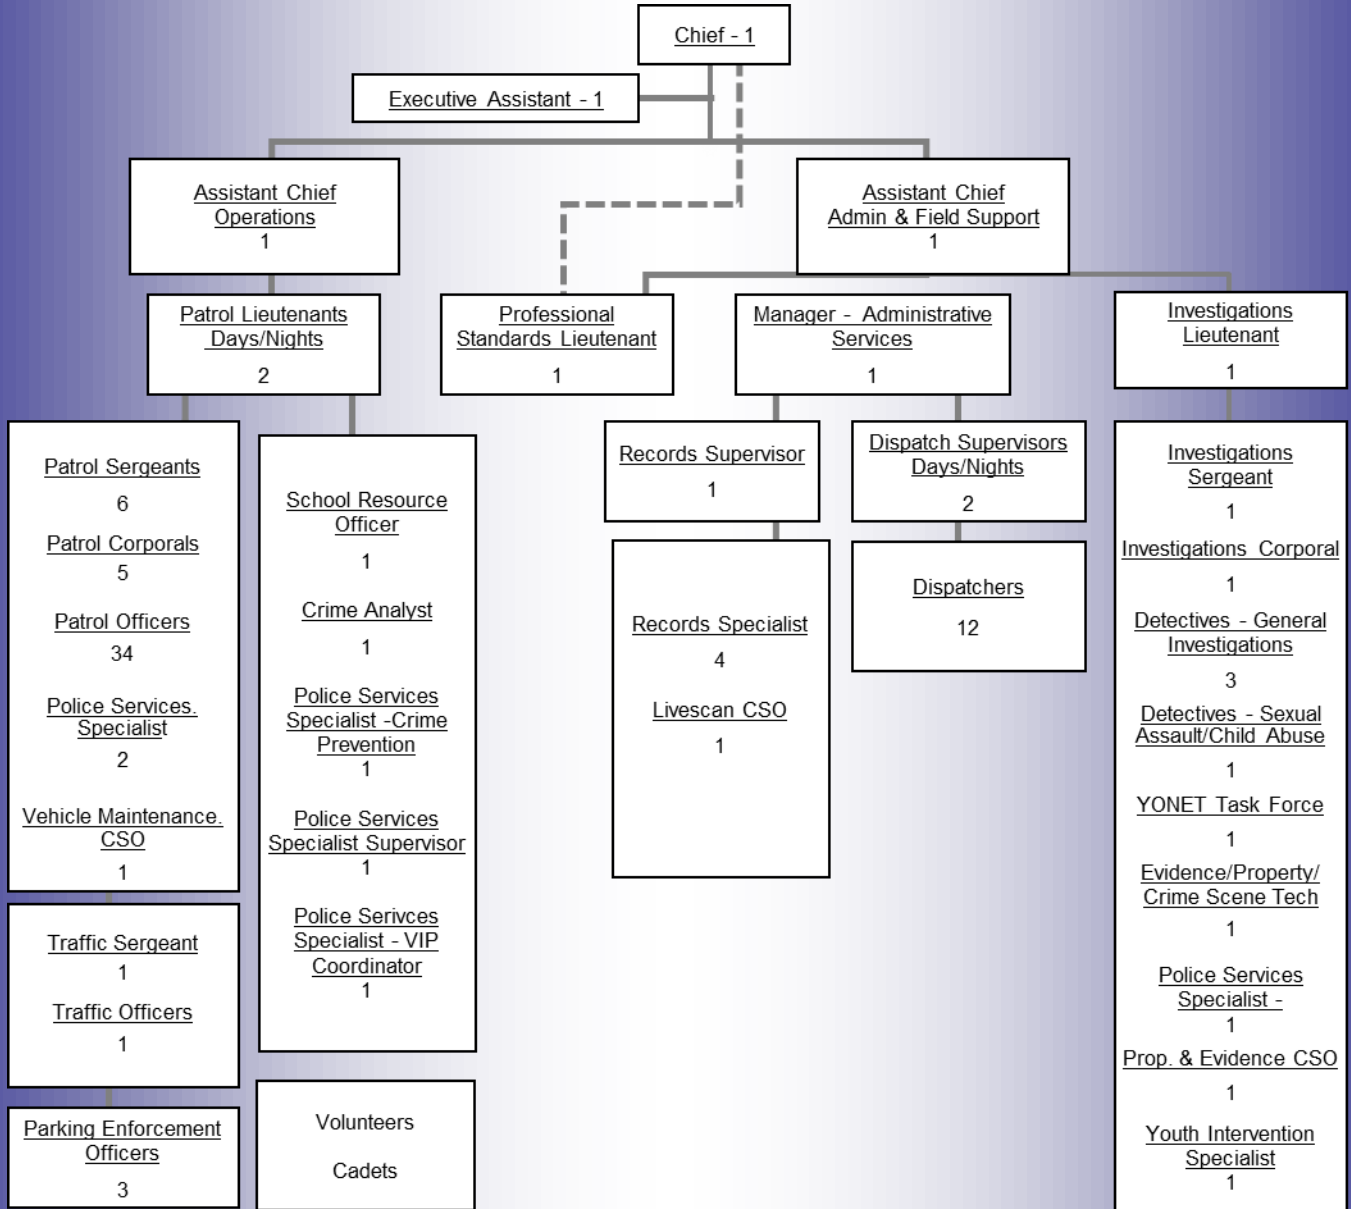 Chief - 1
Executive Assistant - 1
Assistant Chief
Operations
1
Assistant Chief
Admin & Field Support
1
Patrol Lieutenants
Days/Nights
2
Professional
Standards Lieutenant
1
Manager - Administrative
Services
1
Investigations
Lieutenant
1
Patrol Sergeants
6
Patrol Corporals
5
Patrol Officers
34
Police Services.
Specialist
2
Vehicle Maintenance.
CSO
1
Traffic Sergeant
1
Traffic Officers
1
Parking Enforcement
Officers
3
School Resource
Officer
1
Crime Analyst
1
Police Services
Specialist -Crime
Prevention
1
Police Services
Specialist Supervisor
1
Police Serivces
Specialist - VIP
Coordinator
1
Volunteers
Cadets
Records Supervisor
1
Records Specialist
4
Livescan CSO
1
Dispatch Supervisors
Days/Nights
2
Dispatchers
12
Investigations
Sergeant
1
Investigations Corporal
1
Detectives - General
Investigations
3
Detectives - Sexual
Assault/Child Abuse
1
YONET Task Force
1
Evidence/Property/
Crime Scene Tech
1
Police Services
Specialist -
1
Prop. & Evidence CSO
1
Youth Intervention
Specialist
1